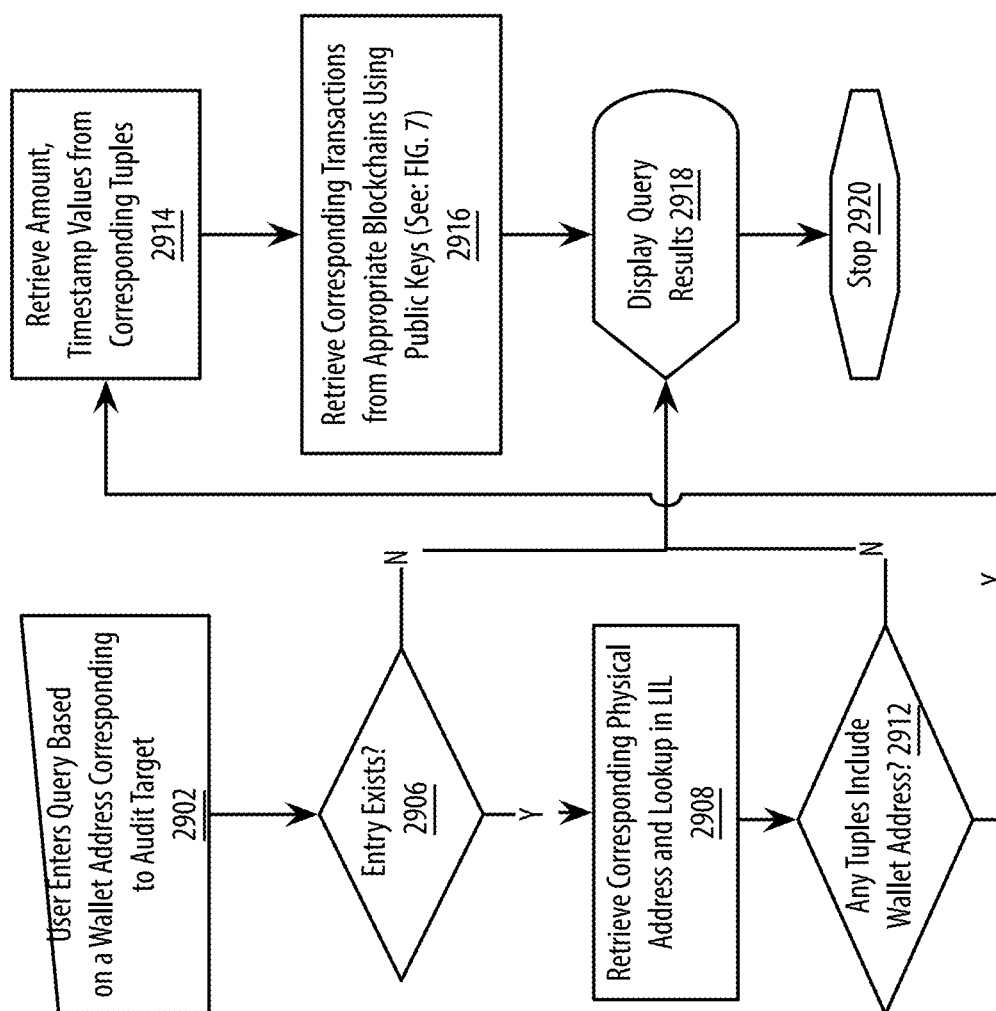 User Enters Query Based
on a Wallet Address Corresponding
to Audit Target
2902
Entry Exists?
2906
N
Y
Retrieve Corresponding Physical
Address and Lookup in LIL
2908
Any Tuples Include
Wallet Address? 2912
N
Y
Retrieve Amount,
Timestamp Values from
Corresponding Tuples
2914
Retrieve Corresponding Transactions
from Appropriate Blockchains Using
Public Keys (See: FIG. 7)
2916
Display Query
Results 2918
Stop 2920